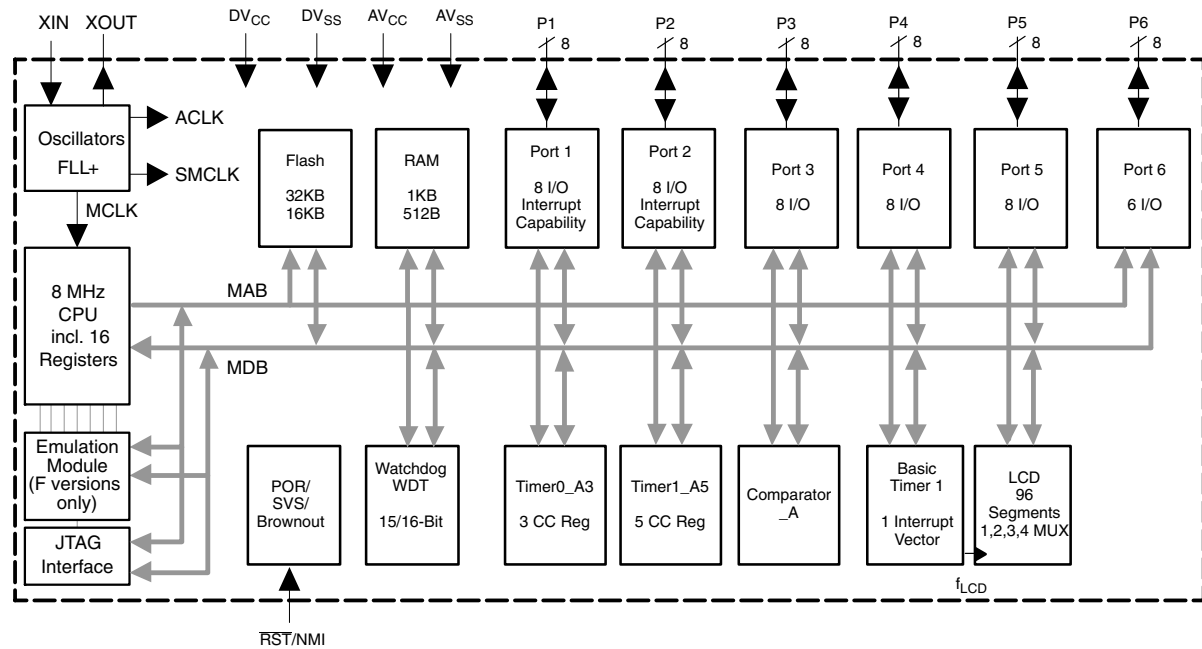 XIN XOUT DVCC DVSS AVCC AVSS P1 P2 P3 P4 P5 P6
8 8 8 8 8 8
Oscillators
FLL+
ACLK
SMCLK
MCLK
Flash
32KB
16KB
RAM
1KB
512B
Port 1
8 I/O
Interrupt
Capability
Port 2
8 I/O
Interrupt
Capability
Port 3
8 I/O
Port 4
8 I/O
Port 5
8 I/O
Port 6
6 I/O
8 MHz
CPU
incl. 16
Registers
MAB
MDB
Emulation
Module
(F versions
only)
JTAG
Interface
POR/
SVS/
Brownout
Watchdog
WDT
15/16-Bit
Timer0_A3
3 CC Reg
Timer1_A5
5 CC Reg
Comparator
_A
Basic
Timer 1
1 Interrupt
Vector
LCD
96
Segments
1,2,3,4 MUX
fLCD
RST/NMI